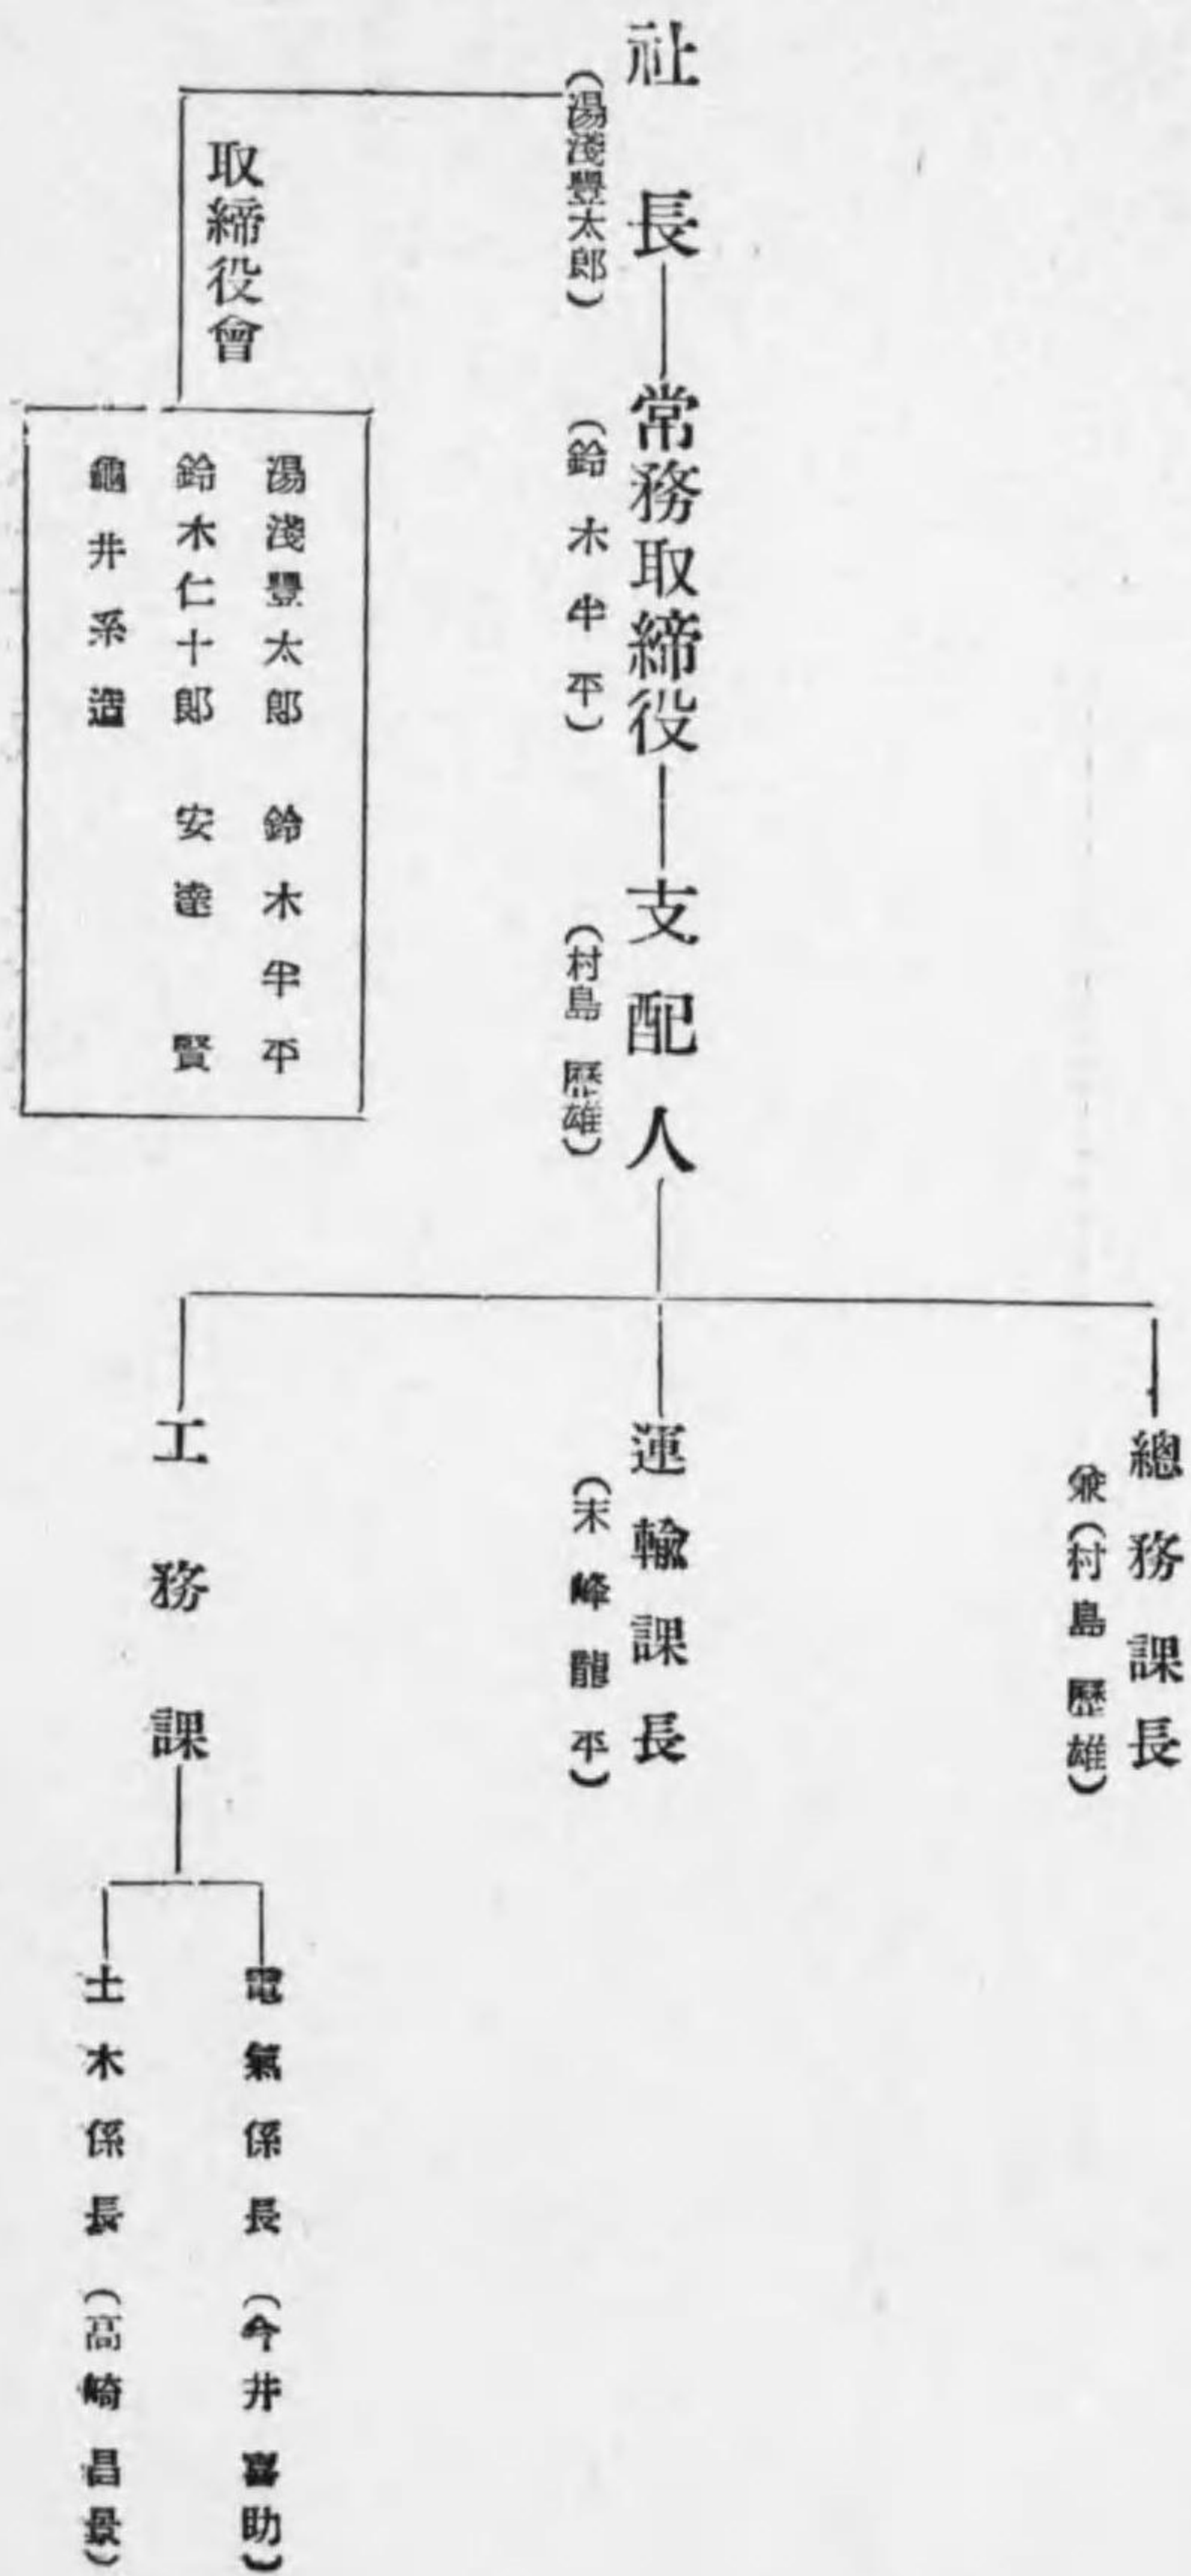 總務課長
兼(村島歷雄)
社長―常務取締役―支配人
(湯淺豐太郎)
(鈴木半平)
(村島歷雄)
運輸課長
(末峰龍平)
取締役會
湯淺豐太郎 鈴木半平
鈴木仁十郎 安達賢
龜井系造
工務課
電氣係長(今井喜助)
土木係長(高崎昌景)